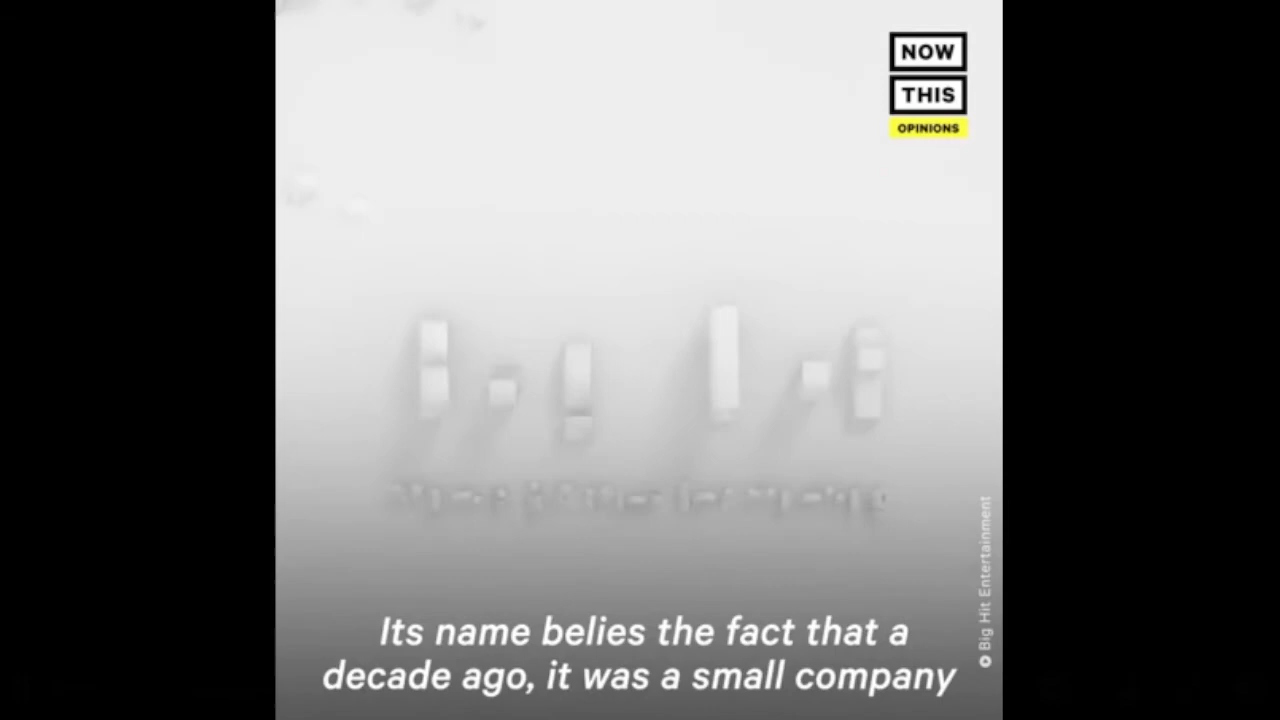 NOW
THIS
OPINIONS
© Big Hit Entertainment
Its name belies the fact that a
decade ago, it was a small company